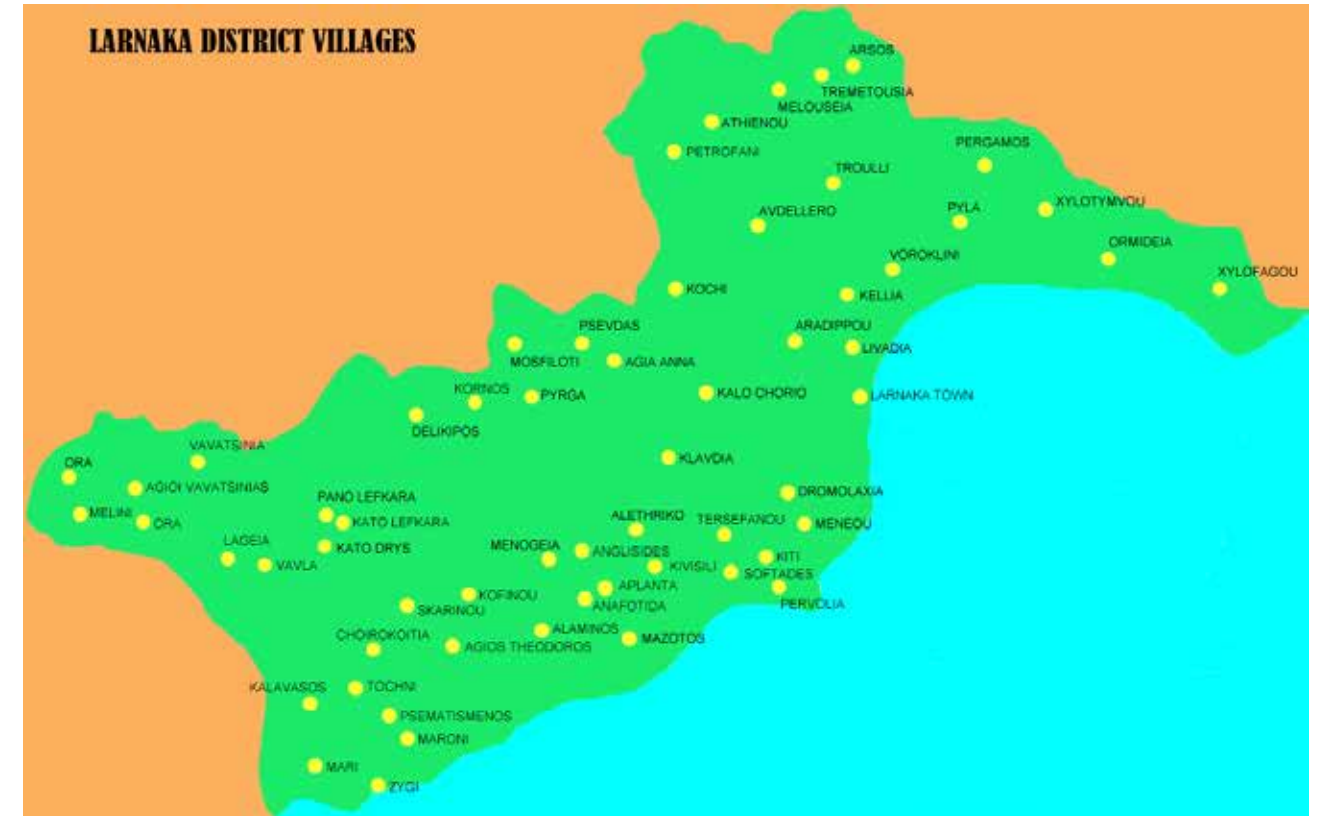 LARNAKA DISTRICT VILLAGES
ARSOS
TREMETOUSIA
MELOUSEIA
ATHIENOU
PETROFANI
PERGAMOS
TROULLI
AVDELLERO
PYLA
XYLOTYMVOU
ORMIDEIA
VOROKLINI
XYLOFAGOU
KOCHI
KELLIA
PSEVDAS
ARADIPPOU
MOSFILOTI
AGIA ANNA
LIVADIA
KORNOS
PYRGA
KALO CHORIO
LARNAKA TOWN
DELIKIPOS
VAVATSINIA
ORA
KLAVDIA
AGIOI VAVATSINIAS
DROMOLAXIA
PANO LEFKARA
MELINI
ORA
KATO LEFKARA
ALETHRIKO
TERSEFANOU
MENEOU
LAGEIA
KATO DRYS
MENOGEIA
ANGLISIDES
KITI
VAVLA
KIVISILI
SOFTADES
APLANTA
KOFINOU
ANAFOTIDA
PERVOLIA
SKARINOU
CHOIROKOITIA
ALAMINOS
MAZOTOS
AGIOS THEODOROS
KALAVASOS
TOCHNI
PSEMATISMENOS
MARONI
MARI
ZYGI